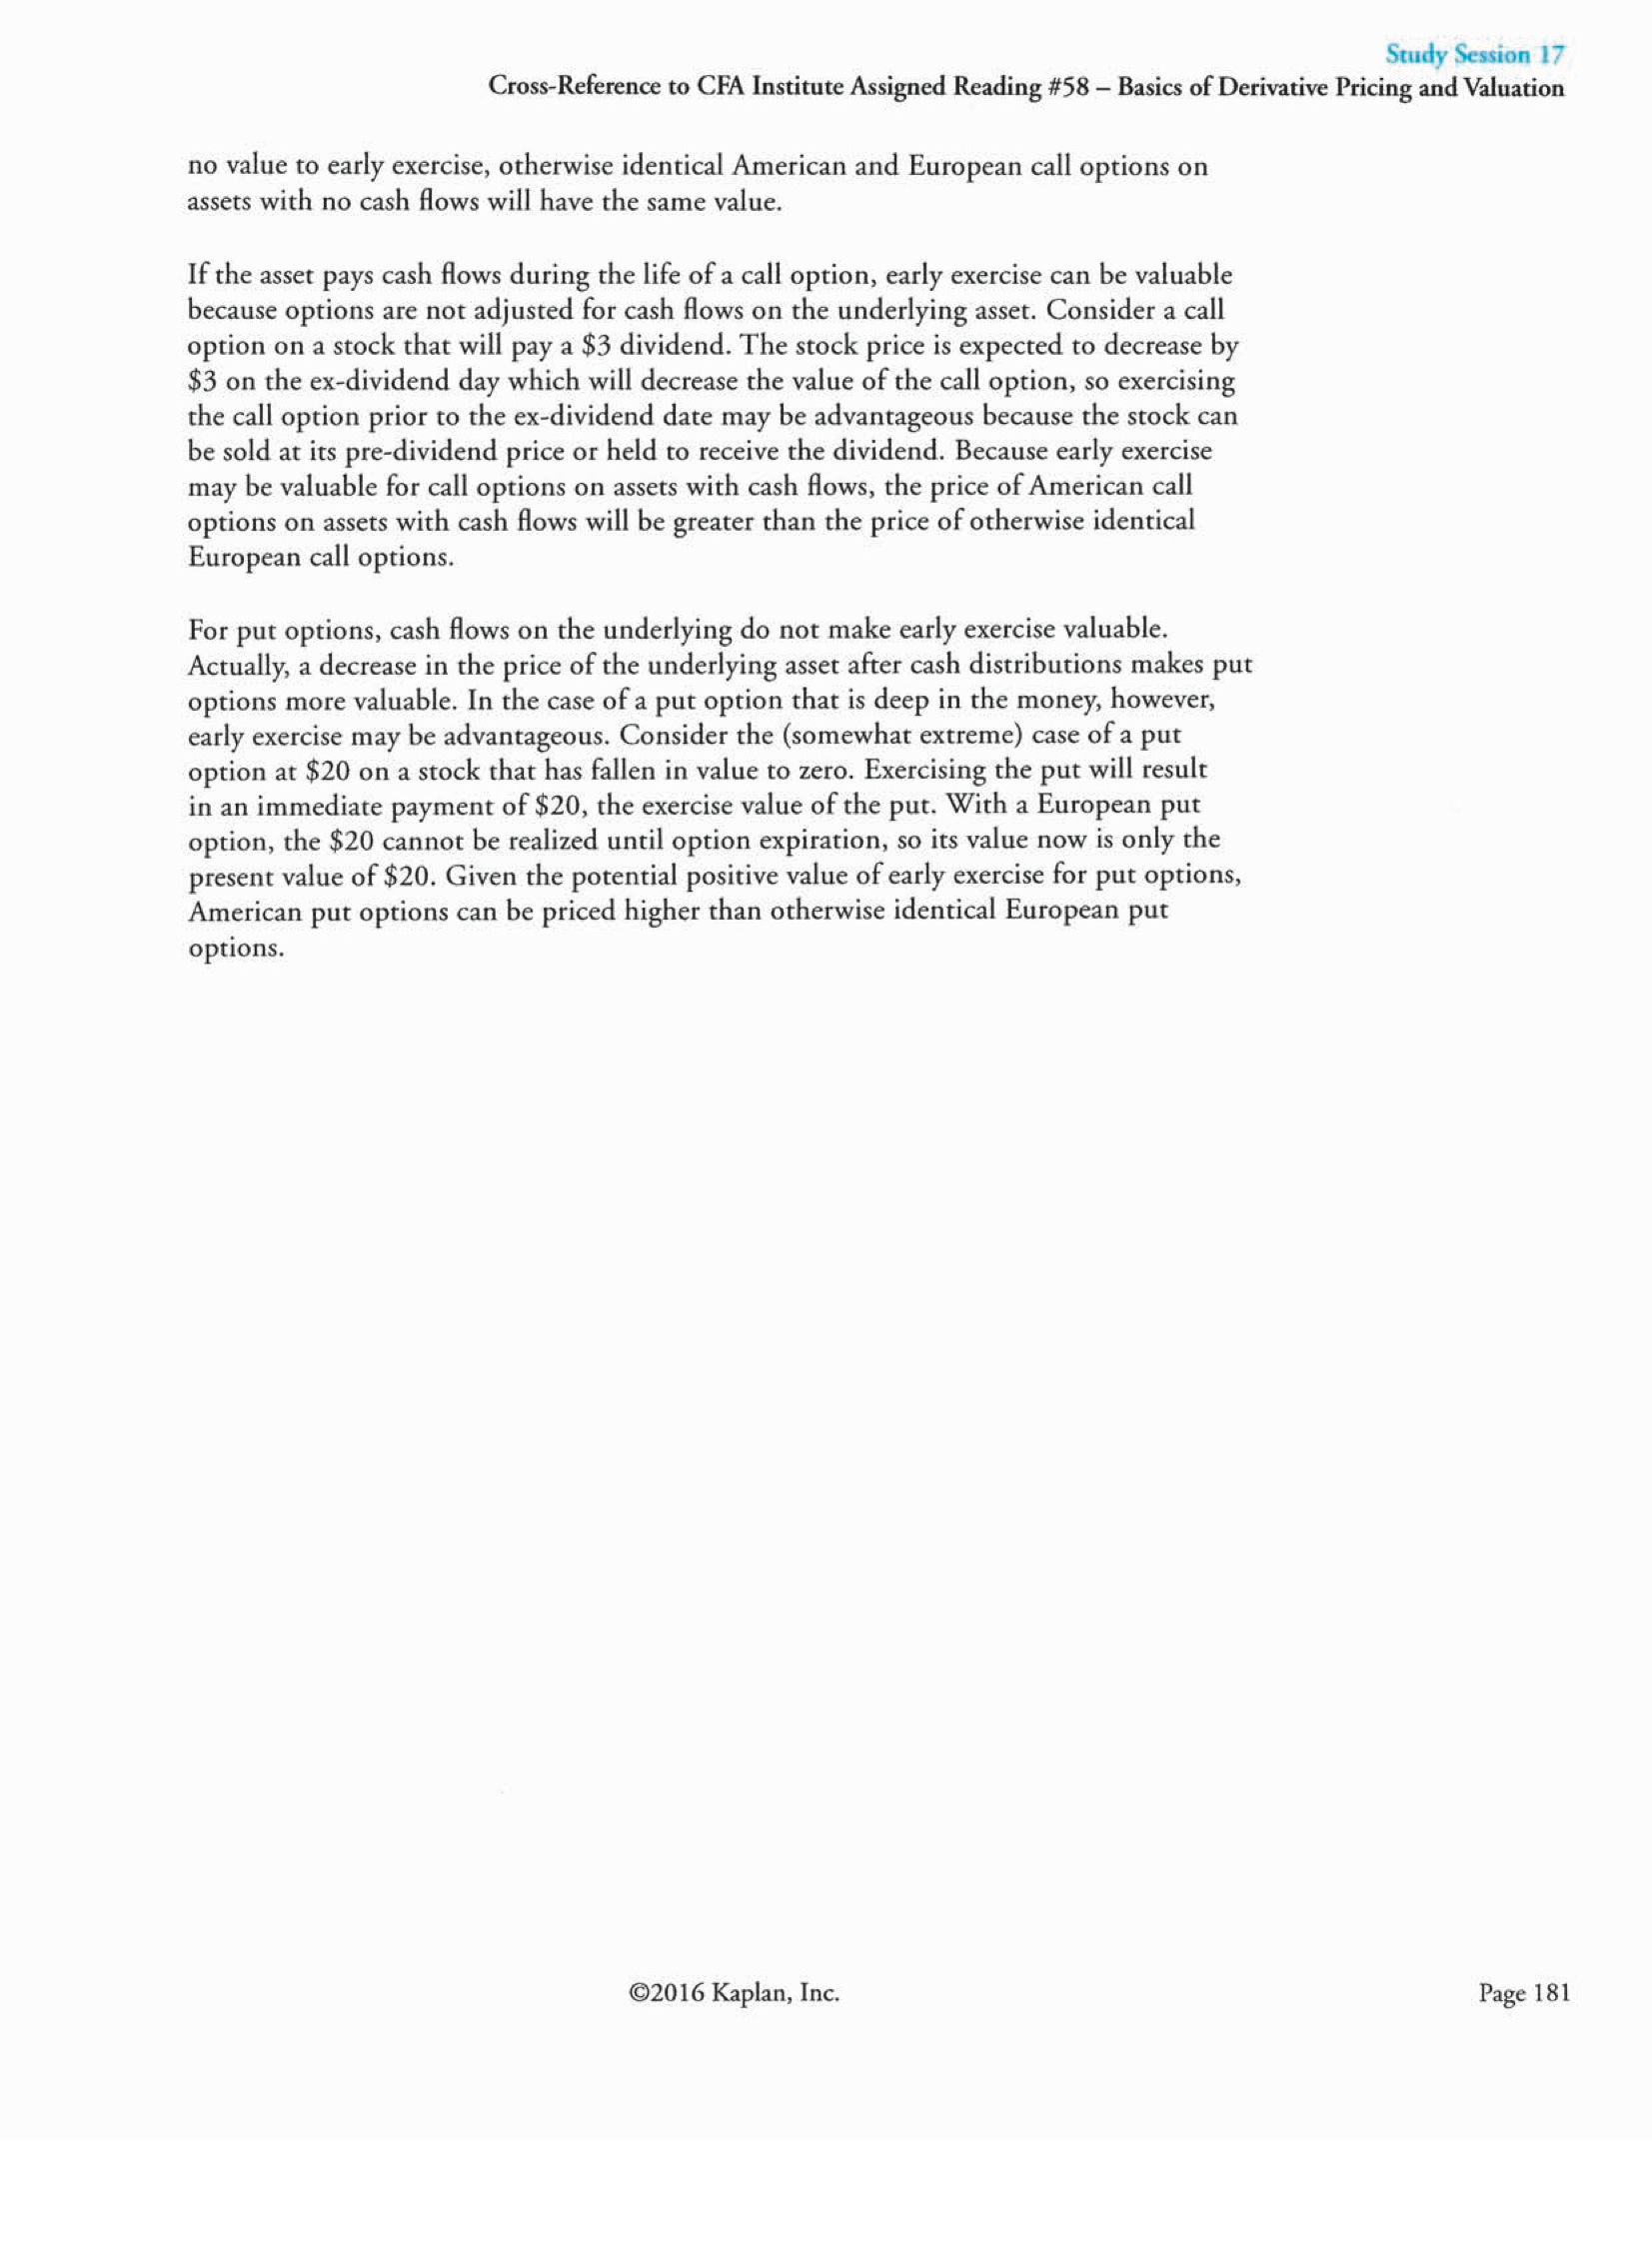 Study Session 17
Cross-Reference to CFA Institute Assigned Reading #58 – Basics of Derivative Pricing and Valuation
no value to early exercise, otherwise identical American and European call options on
assets with no cash flows will have the same value.
If the asset pays cash flows during the life of a call option, early exercise can be valuable
because options are not adjusted for cash flows on the underlying asset. Consider a call
option on a stock that will pay a $3 dividend. The stock price is expected to decrease by
$3 on the ex-dividend day which will decrease the value of the call option, so exercising
the call option prior to the ex-dividend date may be advantageous because the stock can
be sold at its pre-dividend price or held to receive the dividend. Because early exercise
may be valuable for call options on assets with cash flows, the price of American call
options on assets with cash flows will be greater than the price of otherwise identical
European call options.
For put options, cash flows on the underlying do not make early exercise valuable.
Actually, a decrease in the price of the underlying asset after cash distributions makes put
options more valuable. In the case of a put option that is deep in the money, however,
early exercise may be advantageous. Consider the (somewhat extreme) case of a put
option at $20 on a stock that has fallen in value to zero. Exercising the put will result
in an immediate payment of $20, the exercise value of the put. With a European put
option, the $20 cannot be realized until option expiration, so its value now is only the
present value of $20. Given the potential positive value of early exercise for put options,
American put options can be priced higher than otherwise identical European put
options.
©2016 Kaplan, Inc.
Page 181